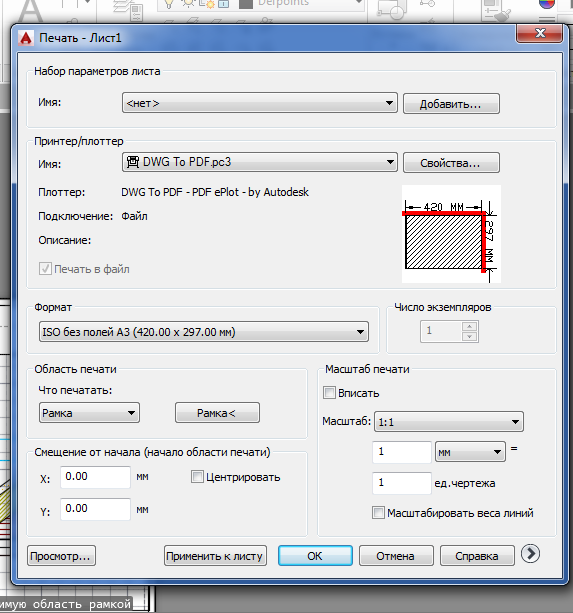 Defpoints
Печать - Лист1
Набор параметров листа
Имя: <нет> Добавить...
Принтер/плоттер
Имя: DWG To PDF.pc3 Свойства...
Плоттер: DWG To PDF - PDF ePlot - by Autodesk
Подключение: Файл
Описание:
Печать в файл
420 MM
297 MM
Формат
ISO без полей A3 (420.00 x 297.00 мм)
Число экземпляров
1
Область печати
Что печатать:
Рамка Рамка<
Масштаб печати
Вписать
Масштаб: 1:1
1 мм =
1 ед.чертежа
Масштабировать веса линий
Смещение от начала (начало области печати)
X: 0.00 мм Центрировать
Y: 0.00 мм
Просмотр... Применить к листу ОК Отмена Справка
имую область рамкой